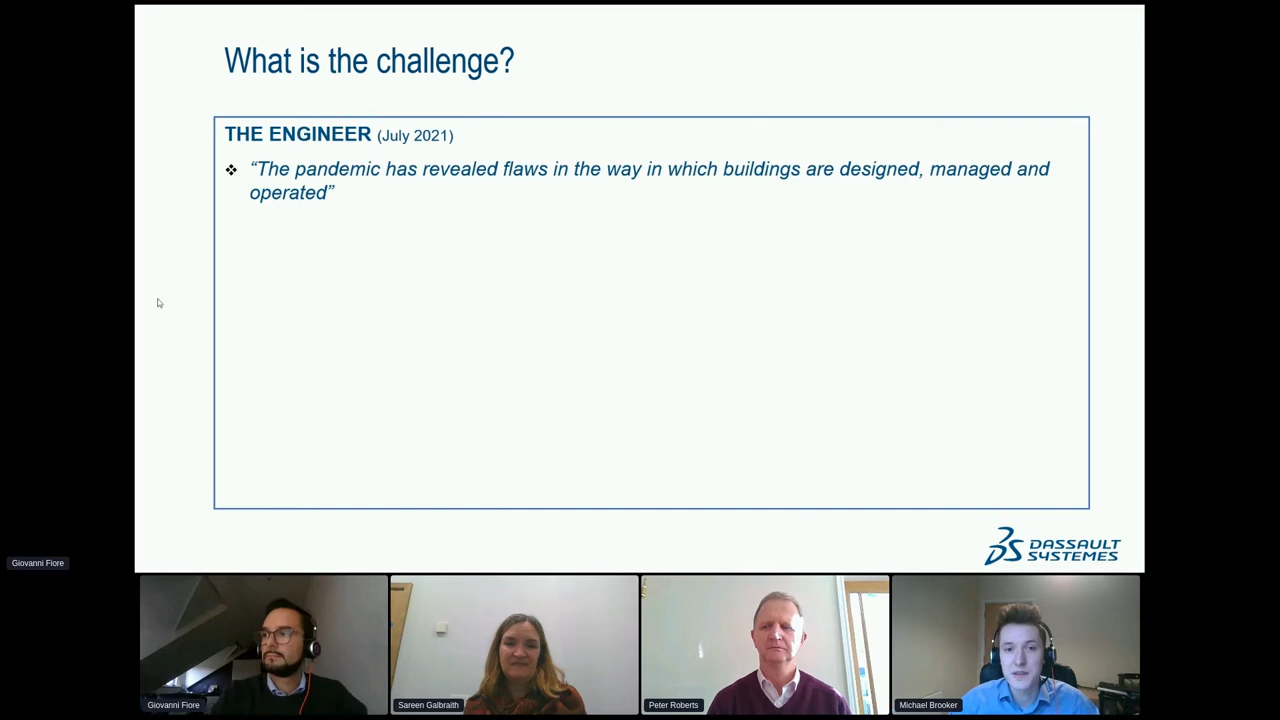 What is the challenge?
THE ENGINEER (July 2021)
❖ “The pandemic has revealed flaws in the way in which buildings are designed, managed and
operated”
DASSAULT
SYSTEMES
Giovanni Fiore
Giovanni Fiore
Sareen Galbraith
Peter Roberts
Michael Brooker